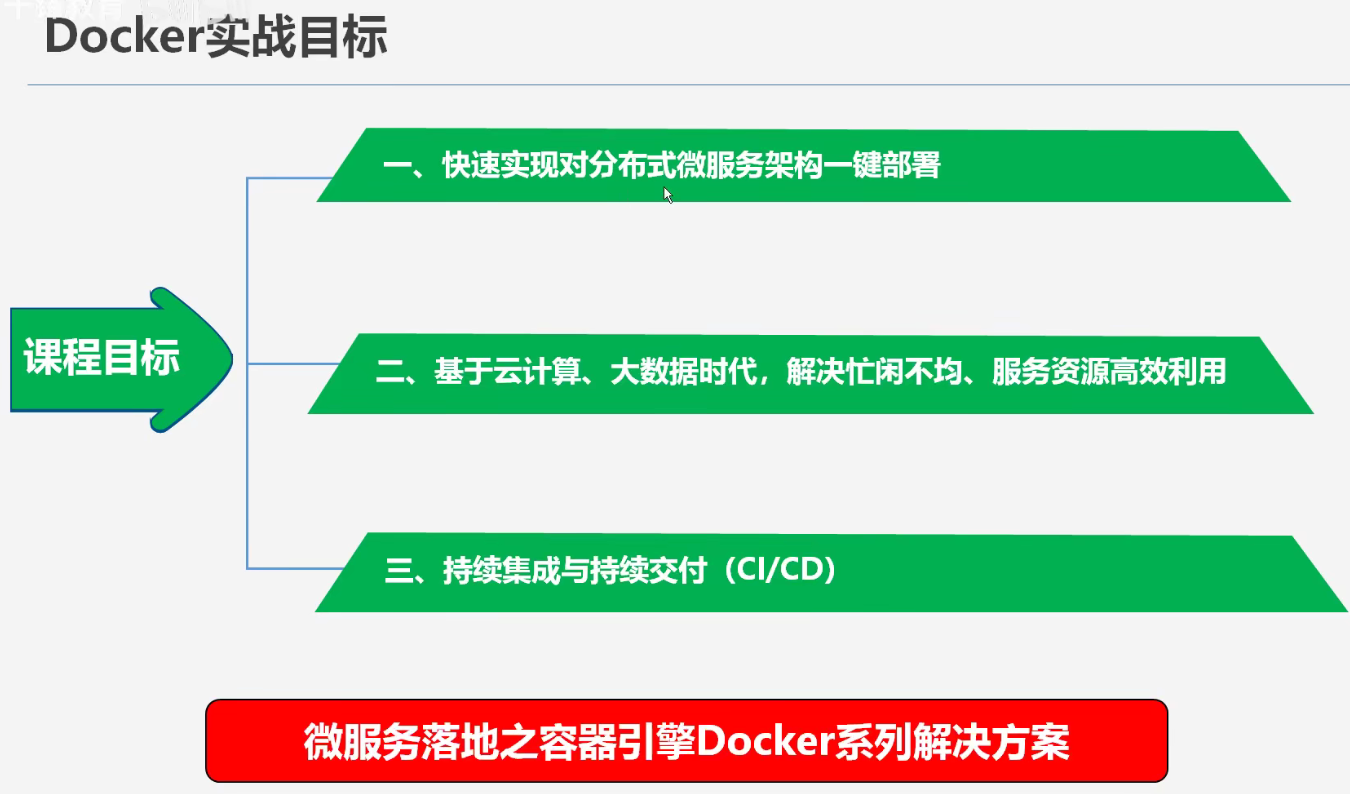 Docker实战目标
一、快速实现对分布式微服务架构一键部署
课程目标
二、基于云计算、大数据时代，解决忙闲不均、服务资源高效利用
三、持续集成与持续交付（CI/CD）
微服务落地之容器引擎Docker系列解决方案